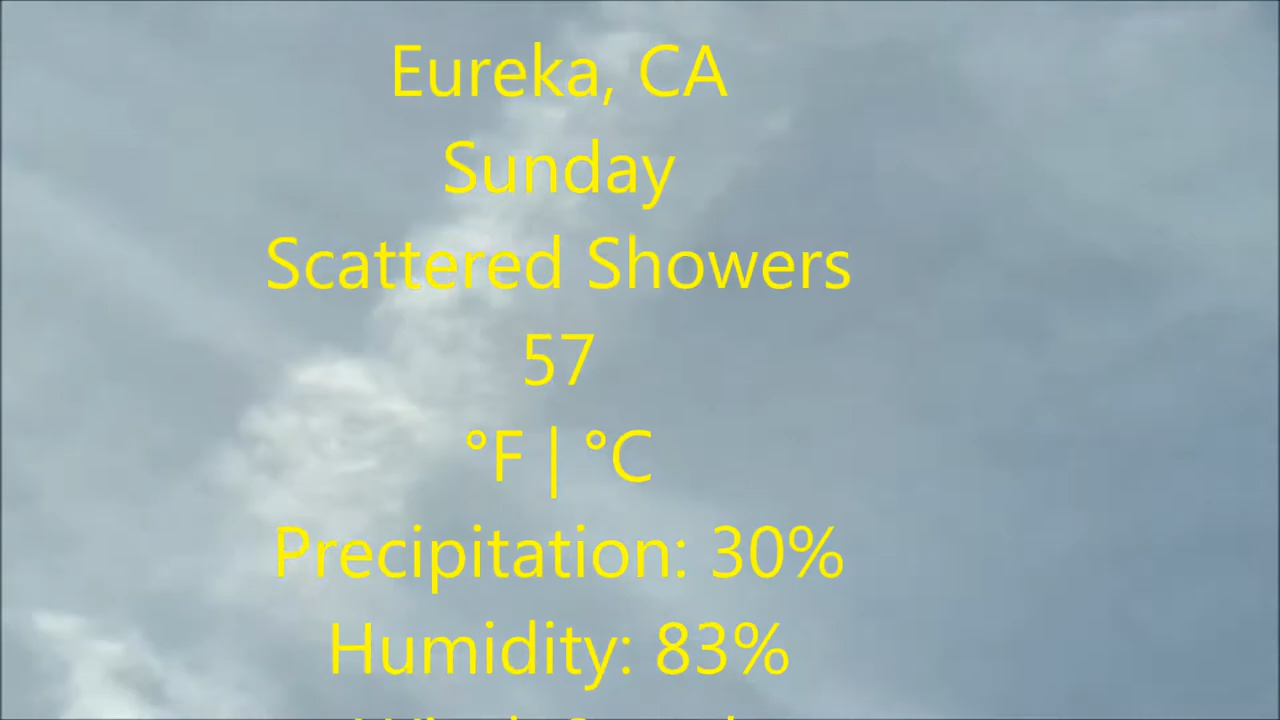 Eureka, CA
Sunday
Scattered Showers
57
°F | °C
Precipitation: 30%
Humidity: 83%